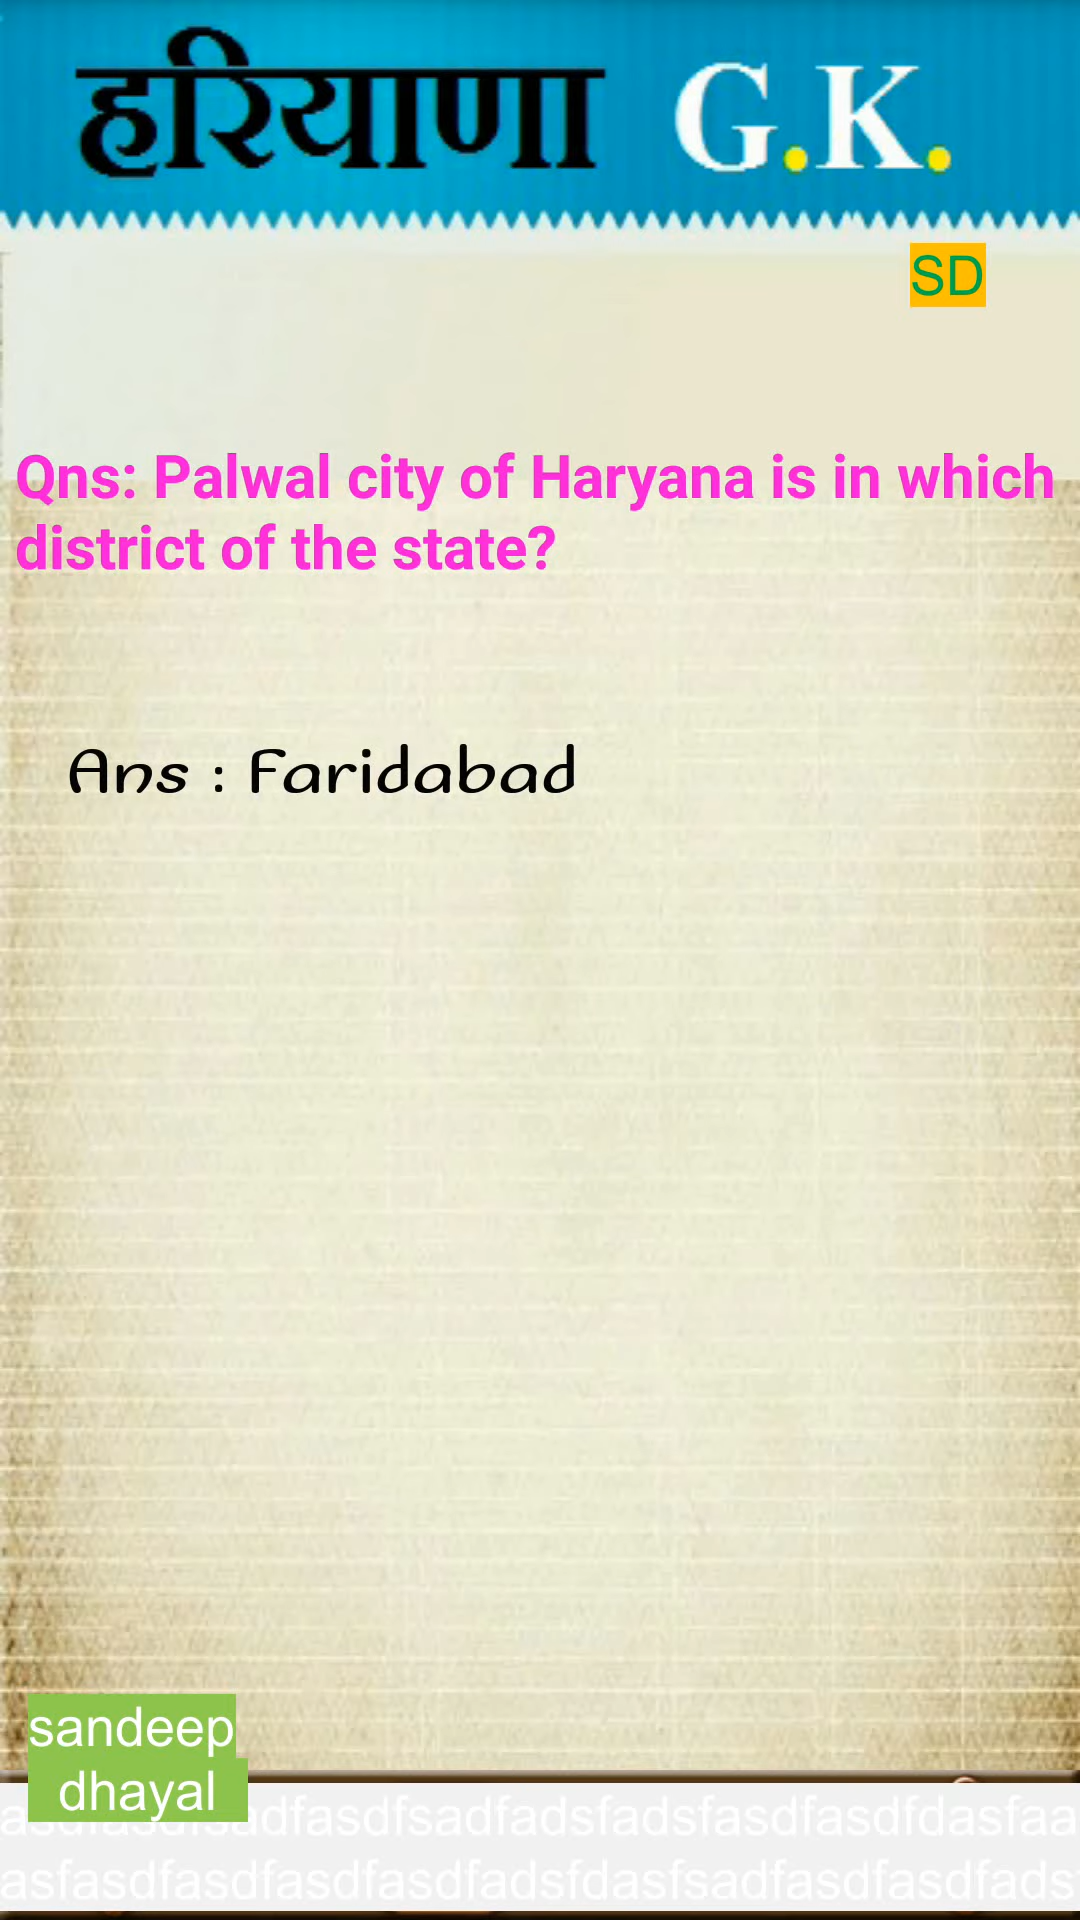 हरियाणा G.K.
SD
Qns: Palwal city of Haryana is in which
district of the state?
Ans : Faridabad
sandeep
dhayal
adfasdfsadfadsfadsfasdfasdfdasfaa
asfasdfasdfasdfasdfadsfdasfsadfasdfasdfads